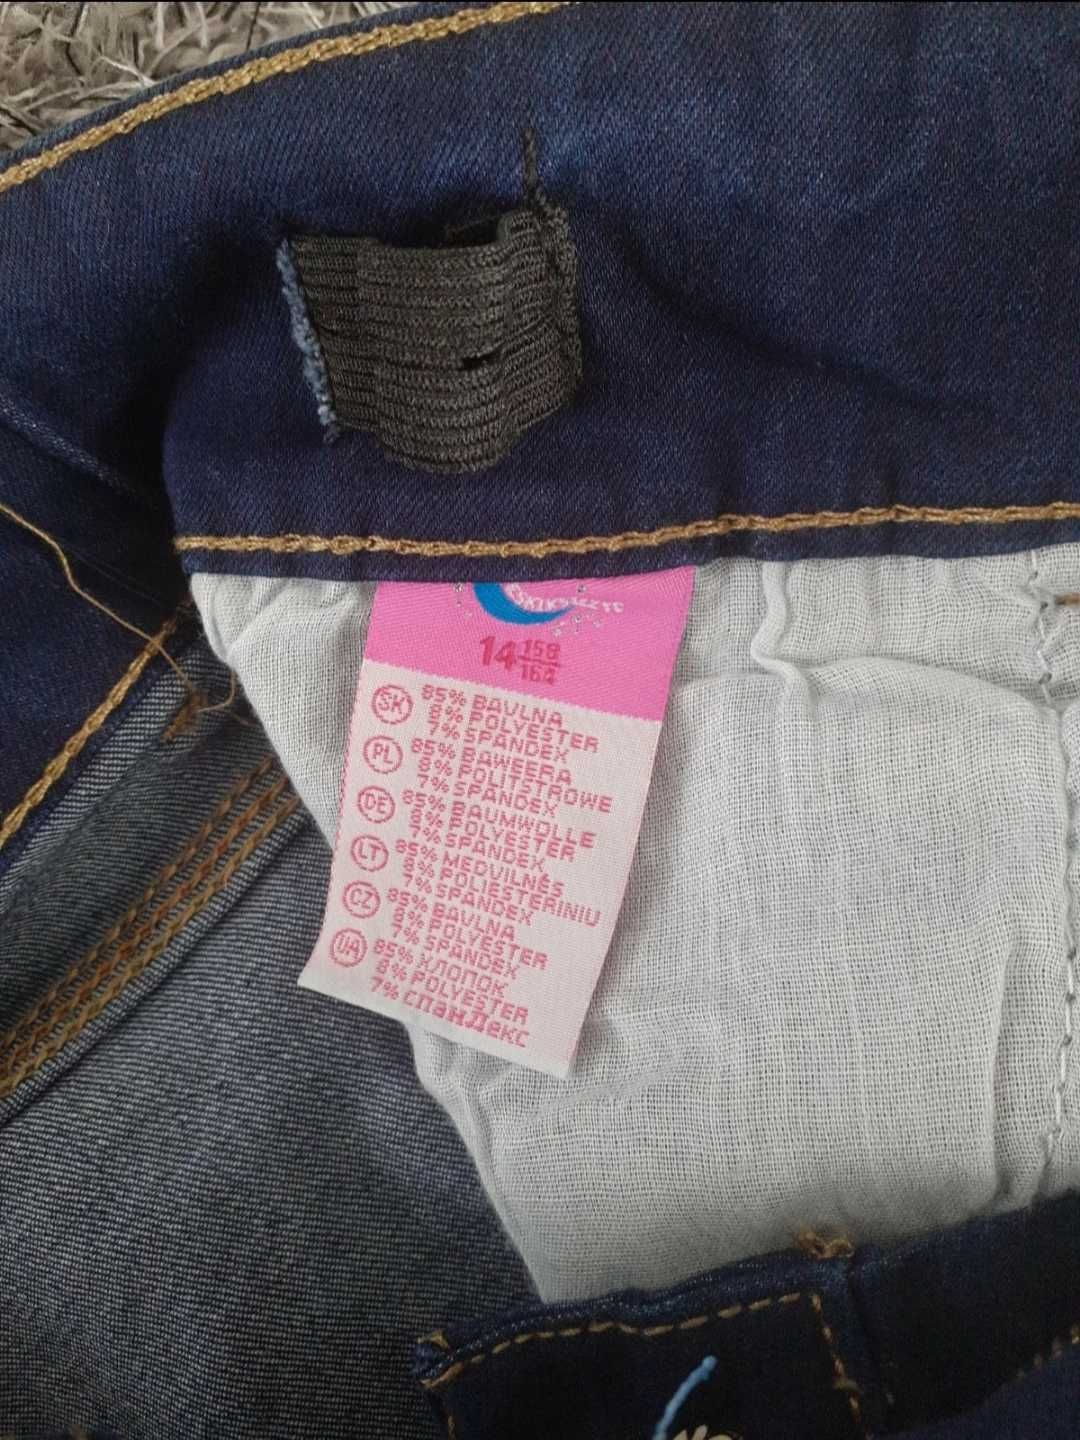 14 158
164
SK 85% BAVLNA
8% POLYESTER
7% SPANDEX
PL 85% BAWEERA
8% POLITSTROWE
7% SPANDEX
DE 85% BAUMWOLLE
8% POLYESTER
7% SPANDEX
LT 85% MEDVILNĖS
8% POLIESTERINIU
7% SPANDEX
CZ 85% BAVLNA
8% POLYESTER
7% SPANDEX
UA 85% ХЛОПОК
8% POLYESTER
7% спандекс